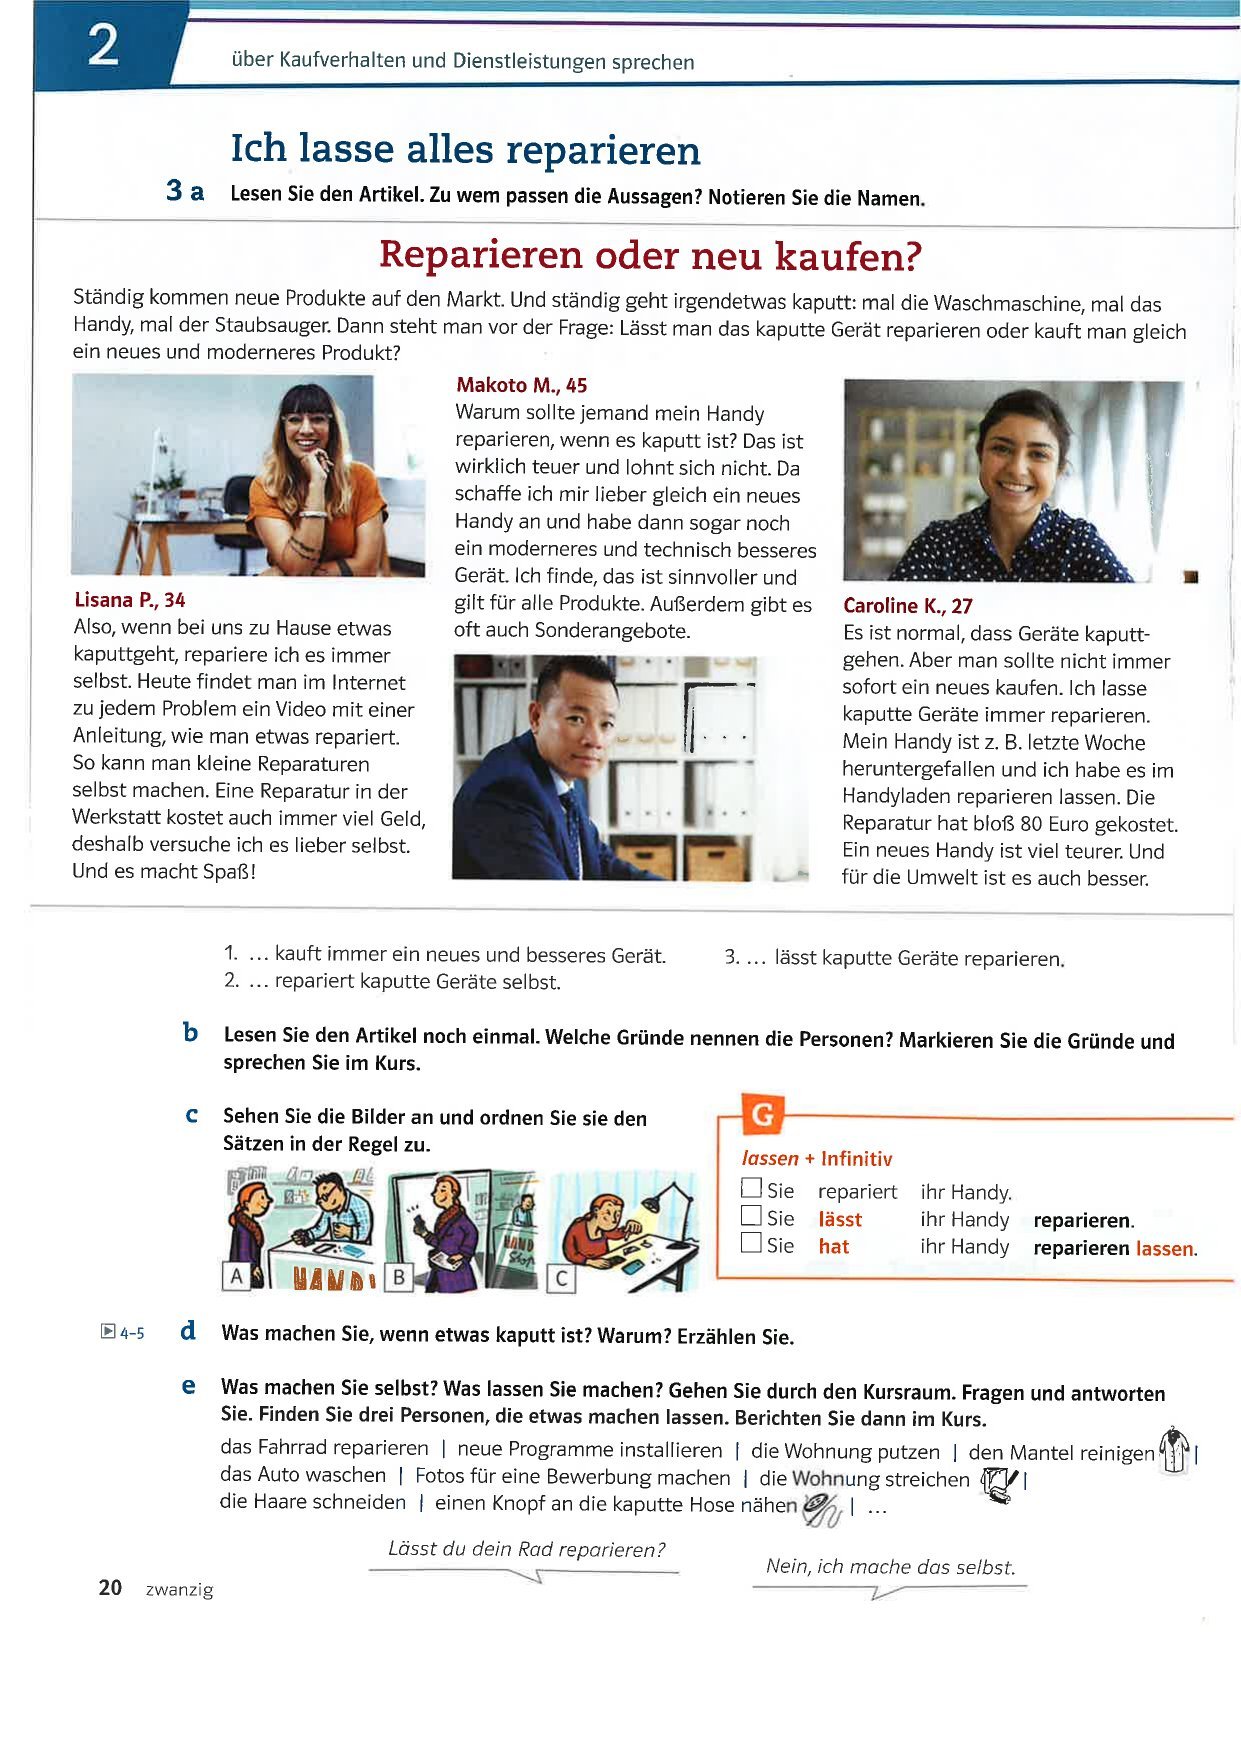 2
über Kaufverhalten und Dienstleistungen sprechen
Ich lasse alles reparieren
3 a Lesen Sie den Artikel. Zu wem passen die Aussagen? Notieren Sie die Namen.
Reparieren oder neu kaufen?
Ständig kommen neue Produkte auf den Markt. Und ständig geht irgendetwas kaputt: mal die Waschmaschine, mal das
Handy, mal der Staubsauger. Dann steht man vor der Frage: Lässt man das kaputte Gerät reparieren oder kauft man gleich
ein neues und moderneres Produkt?
Lisana P., 34
Also, wenn bei uns zu Hause etwas
kaputtgeht, repariere ich es immer
selbst. Heute findet man im Internet
zu jedem Problem ein Video mit einer
Anleitung, wie man etwas repariert.
So kann man kleine Reparaturen
selbst machen. Eine Reparatur in der
Werkstatt kostet auch immer viel Geld,
deshalb versuche ich es lieber selbst.
Und es macht Spaß!
Makoto M., 45
Warum sollte jemand mein Handy
reparieren, wenn es kaputt ist? Das ist
wirklich teuer und lohnt sich nicht. Da
schaffe ich mir lieber gleich ein neues
Handy an und habe dann sogar noch
ein moderneres und technisch besseres
Gerät. Ich finde, das ist sinnvoller und
gilt für alle Produkte. Außerdem gibt es
oft auch Sonderangebote.
Caroline K., 27
Es ist normal, dass Geräte kaputt-
gehen. Aber man sollte nicht immer
sofort ein neues kaufen. Ich lasse
kaputte Geräte immer reparieren.
Mein Handy ist z. B. letzte Woche
heruntergefallen und ich habe es im
Handyladen reparieren lassen. Die
Reparatur hat bloß 80 Euro gekostet.
Ein neues Handy ist viel teurer. Und
für die Umwelt ist es auch besser.
1. ... kauft immer ein neues und besseres Gerät.
2. ... repariert kaputte Geräte selbst.
3. ... lässt kaputte Geräte reparieren.
b Lesen Sie den Artikel noch einmal. Welche Gründe nennen die Personen? Markieren Sie die Gründe und
sprechen Sie im Kurs.
c Sehen Sie die Bilder an und ordnen Sie sie den
Sätzen in der Regel zu.
A HANDI B HAND Shop C
G
lassen + Infinitiv
Sie repariert ihr Handy.
Sie lässt ihr Handy reparieren.
Sie hat ihr Handy reparieren lassen.
4-5 d Was machen Sie, wenn etwas kaputt ist? Warum? Erzählen Sie.
e Was machen Sie selbst? Was lassen Sie machen? Gehen Sie durch den Kursraum. Fragen und antworten
Sie. Finden Sie drei Personen, die etwas machen lassen. Berichten Sie dann im Kurs.
das Fahrrad reparieren | neue Programme installieren | die Wohnung putzen | den Mantel reinigen |
das Auto waschen | Fotos für eine Bewerbung machen | die Wohnung streichen |
die Haare schneiden | einen Knopf an die kaputte Hose nähen | ...
Lässt du dein Rad reparieren?
Nein, ich mache das selbst.
20 zwanzig